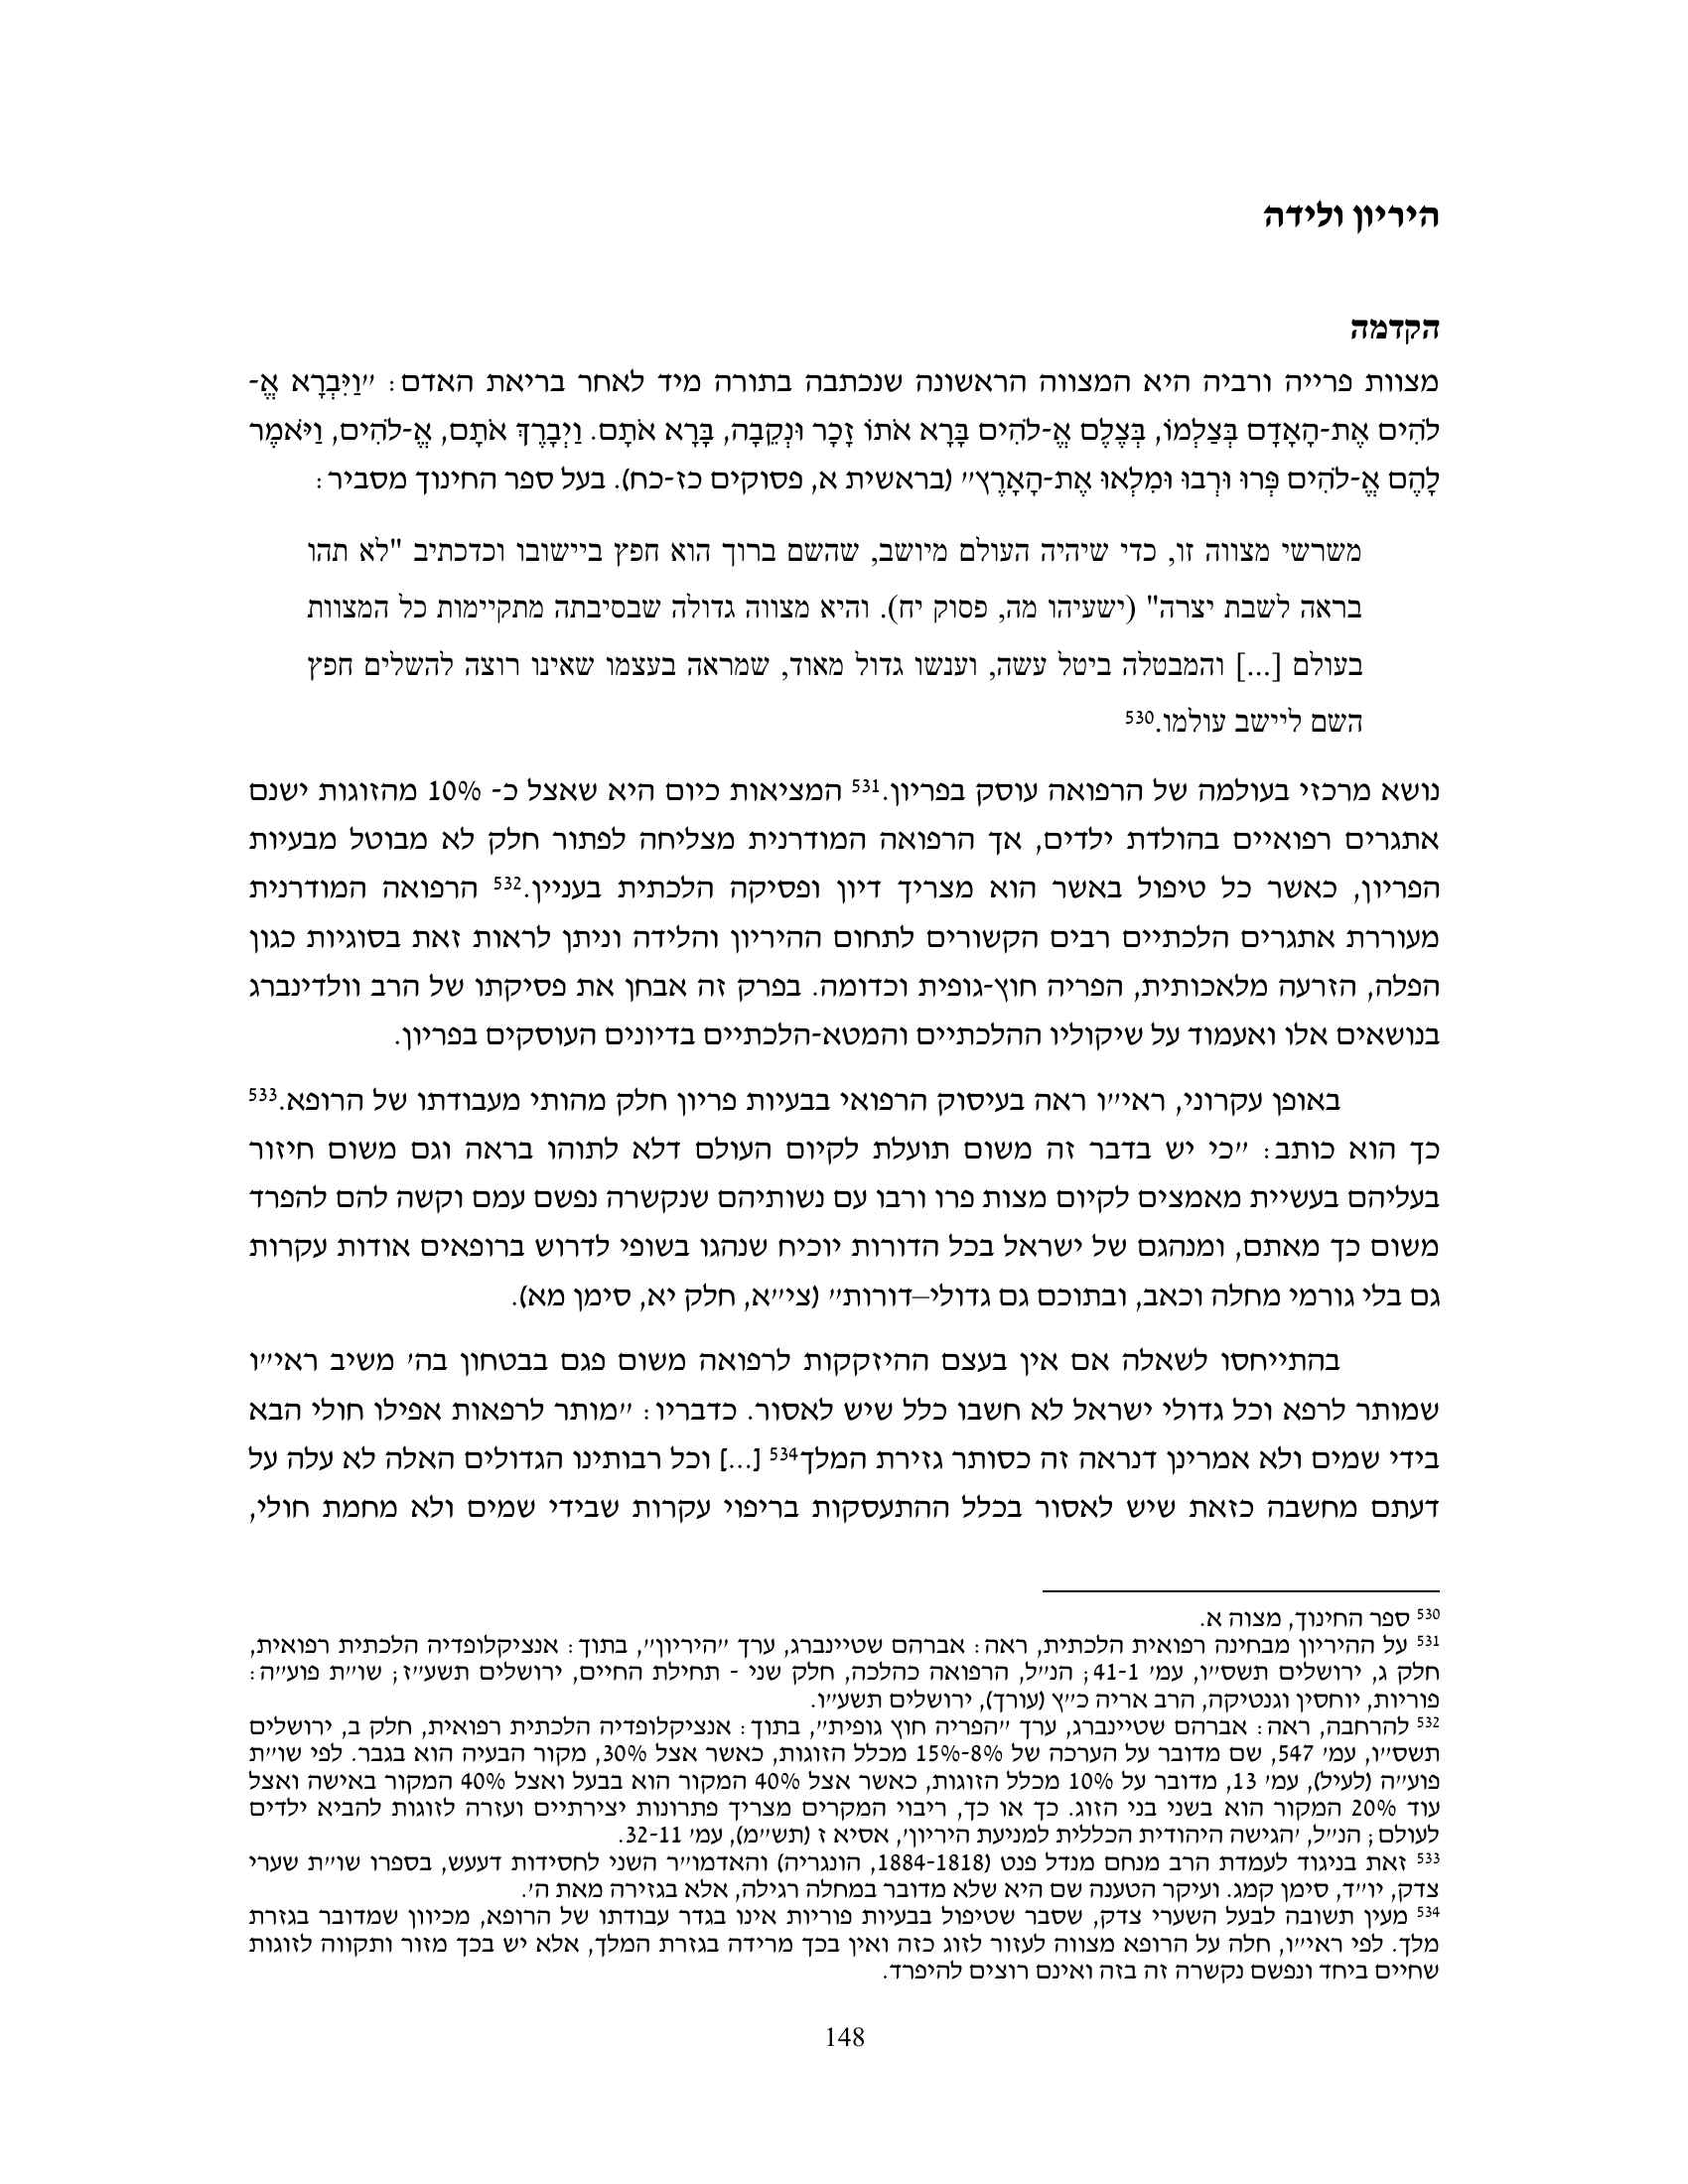 היריון ולידה
הקדמה
מצוות פרייה ורביה היא המצווה הראשונה שנכתבה בתורה מיד לאחר בריאת האדם: ״וַיִּבְרָא אֱ-
לֹהִים אֶת-הָאָדָם בְּצַלְמוֹ, בְּצֶלֶם אֱ-לֹהִים בָּרָא אֹתוֹ זָכָר וּנְקֵבָה, בָּרָא אֹתָם. וַיְבָרֶךְ אֹתָם, אֱ-לֹהִים, וַיֹּאמֶר
לָהֶם אֱ-לֹהִים פְּרוּ וּרְבוּ וּמִלְאוּ אֶת-הָאָרֶץ״ (בראשית א, פסוקים כז-כח). בעל ספר החינוך מסביר:
משרשי מצווה זו, כדי שיהיה העולם מיושב, שהשם ברוך הוא חפץ ביישובו וכדכתיב "לא תהו
בראה לשבת יצרה" (ישעיהו מה, פסוק יח). והיא מצווה גדולה שבסיבתה מתקיימות כל המצוות
בעולם [...] והמבטלה ביטל עשה, וענשו גדול מאוד, שמראה בעצמו שאינו רוצה להשלים חפץ
השם ליישב עולמו.530
נושא מרכזי בעולמה של הרפואה עוסק בפריון.531 המציאות כיום היא שאצל כ- 10% מהזוגות ישנם
אתגרים רפואיים בהולדת ילדים, אך הרפואה המודרנית מצליחה לפתור חלק לא מבוטל מבעיות
הפריון, כאשר כל טיפול באשר הוא מצריך דיון ופסיקה הלכתית בעניין.532 הרפואה המודרנית
מעוררת אתגרים הלכתיים רבים הקשורים לתחום ההיריון והלידה וניתן לראות זאת בסוגיות כגון
הפלה, הזרעה מלאכותית, הפריה חוץ-גופית וכדומה. בפרק זה אבחן את פסיקתו של הרב וולדינברג
בנושאים אלו ואעמוד על שיקוליו ההלכתיים והמטא-הלכתיים בדיונים העוסקים בפריון.
באופן עקרוני, ראי״ו ראה בעיסוק הרפואי בבעיות פריון חלק מהותי מעבודתו של הרופא.533
כך הוא כותב: ״כי יש בדבר זה משום תועלת לקיום העולם דלא לתוהו בראה וגם משום חיזור
בעליהם בעשיית מאמצים לקיום מצות פרו ורבו עם נשותיהם שנקשרה נפשם עמם וקשה להם להפרד
משום כך מאתם, ומנהגם של ישראל בכל הדורות יוכיח שנהגו בשופי לדרוש ברופאים אודות עקרות
גם בלי גורמי מחלה וכאב, ובתוכם גם גדולי–דורות״ (צי״א, חלק יא, סימן מא).
בהתייחסו לשאלה אם אין בעצם ההיזקקות לרפואה משום פגם בבטחון בה׳ משיב ראי״ו
שמותר לרפא וכל גדולי ישראל לא חשבו כלל שיש לאסור. כדבריו: ״מותר לרפאות אפילו חולי הבא
בידי שמים ולא אמרינן דנראה זה כסותר גזירת המלך534 [...] וכל רבותינו הגדולים האלה לא עלה על
דעתם מחשבה כזאת שיש לאסור בכלל ההתעסקות בריפוי עקרות שבידי שמים ולא מחמת חולי,
530 ספר החינוך, מצוה א.
531 על ההיריון מבחינה רפואית הלכתית, ראה: אברהם שטיינברג, ערך ״היריון״, בתוך: אנציקלופדיה הלכתית רפואית,
חלק ג, ירושלים תשס״ו, עמ׳ 41-1; הנ״ל, הרפואה כהלכה, חלק שני - תחילת החיים, ירושלים תשע״ז; שו״ת פוע״ה:
פוריות, יוחסין וגנטיקה, הרב אריה כ״ץ (עורך), ירושלים תשע״ו.
532 להרחבה, ראה: אברהם שטיינברג, ערך ״הפריה חוץ גופית״, בתוך: אנציקלופדיה הלכתית רפואית, חלק ב, ירושלים
תשס״ו, עמ׳ 547, שם מדובר על הערכה של 15%-8% מכלל הזוגות, כאשר אצל 30%, מקור הבעיה הוא בגבר. לפי שו״ת
פוע״ה (לעיל), עמ׳ 13, מדובר על 10% מכלל הזוגות, כאשר אצל 40% המקור הוא בבעל ואצל 40% המקור באישה ואצל
עוד 20% המקור הוא בשני בני הזוג. כך או כך, ריבוי המקרים מצריך פתרונות יצירתיים ועזרה לזוגות להביא ילדים
לעולם; הנ״ל, ׳הגישה היהודית הכללית למניעת היריון׳, אסיא ז (תש״מ), עמ׳ 32-11.
533 זאת בניגוד לעמדת הרב מנחם מנדל פנט (1884-1818, הונגריה) והאדמו״ר השני לחסידות דעעש, בספרו שו״ת שערי
צדק, יו״ד, סימן קמג. ועיקר הטענה שם היא שלא מדובר במחלה רגילה, אלא בגזירה מאת ה׳.
534 מעין תשובה לבעל השערי צדק, שסבר שטיפול בבעיות פוריות אינו בגדר עבודתו של הרופא, מכיוון שמדובר בגזרת
מלך. לפי ראי״ו, חלה על הרופא מצווה לעזור לזוג כזה ואין בכך מרידה בגזרת המלך, אלא יש בכך מזור ותקווה לזוגות
שחיים ביחד ונפשם נקשרה זה בזה ואינם רוצים להיפרד.
148